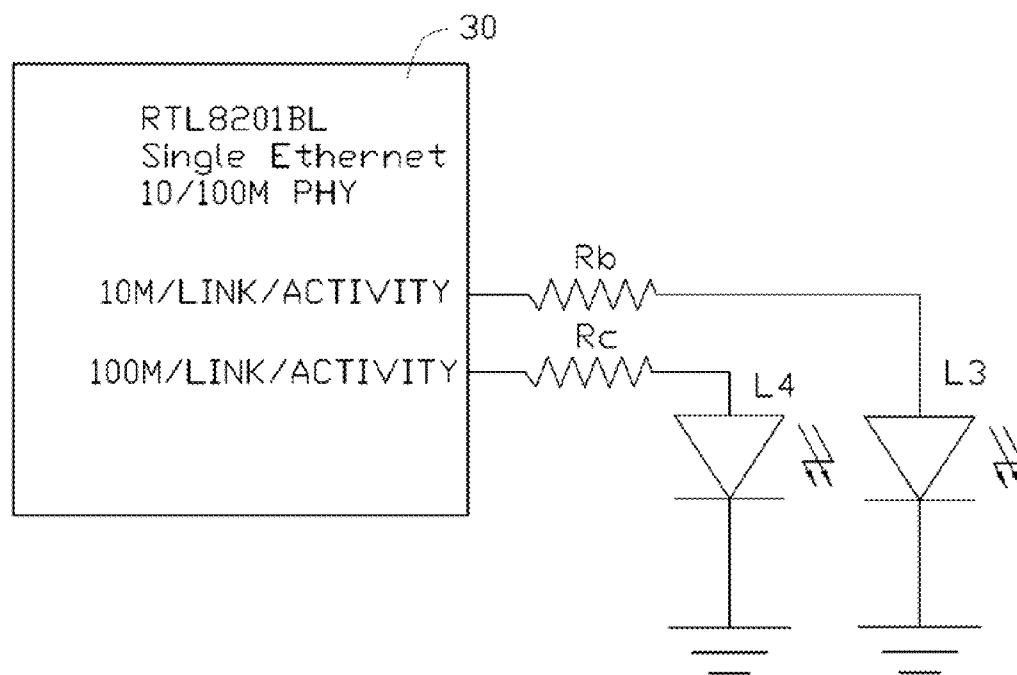 30
RTL8201BL
Single Ethernet
10/100M PHY
10M/LINK/ACTIVITY
Rb
100M/LINK/ACTIVITY
Rc
L4
L3